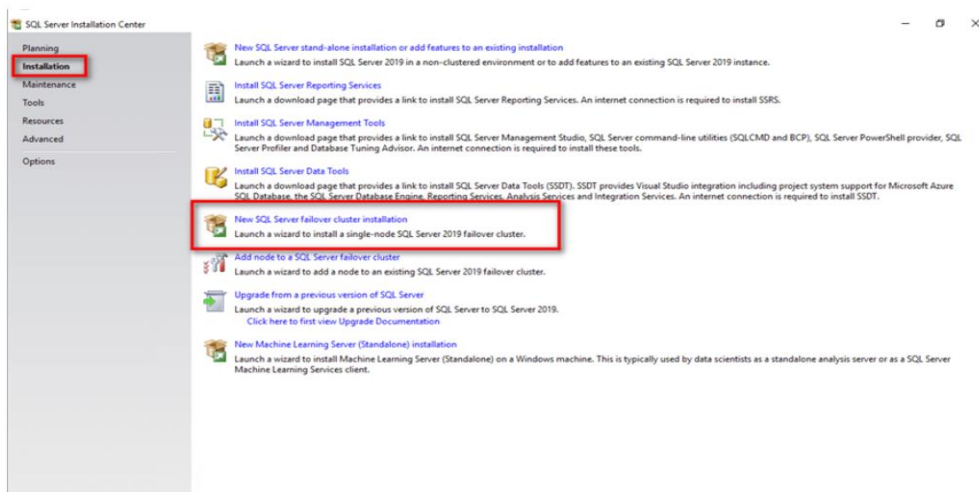 SQL Server Installation Center
Planning
Installation
Maintenance
Tools
Resources
Advanced
Options
New SQL Server stand-alone installation or add features to an existing installation
Launch a wizard to install SQL Server 2019 in a non-clustered environment or to add features to an existing SQL Server 2019 instance.
Install SQL Server Reporting Services
Launch a download page that provides a link to install SQL Server Reporting Services. An internet connection is required to install SSRS.
Install SQL Server Management Tools
Launch a download page that provides a link to install SQL Server Management Studio, SQL Server command-line utilities (SQLCMD and BCP), SQL Server PowerShell provider, SQL
Server Profiler and Database Tuning Advisor. An internet connection is required to install these tools.
Install SQL Server Data Tools
Launch a download page that provides a link to install SQL Server Data Tools (SSDT). SSDT provides Visual Studio integration including project system support for Microsoft Azure
SQL Database, the SQL Server Database Engine, Reporting Services, Analysis Services and Integration Services. An internet connection is required to install SSDT.
New SQL Server failover cluster installation
Launch a wizard to install a single-node SQL Server 2019 failover cluster.
Add node to a SQL Server failover cluster
Launch a wizard to add a node to an existing SQL Server 2019 failover cluster.
Upgrade from a previous version of SQL Server
Launch a wizard to upgrade a previous version of SQL Server to SQL Server 2019.
Click here to first view Upgrade Documentation
New Machine Learning Server (Standalone) installation
Launch a wizard to install Machine Learning Server (Standalone) on a Windows machine. This is typically used by data scientists as a standalone analysis server or as a SQL Server
Machine Learning Services client.